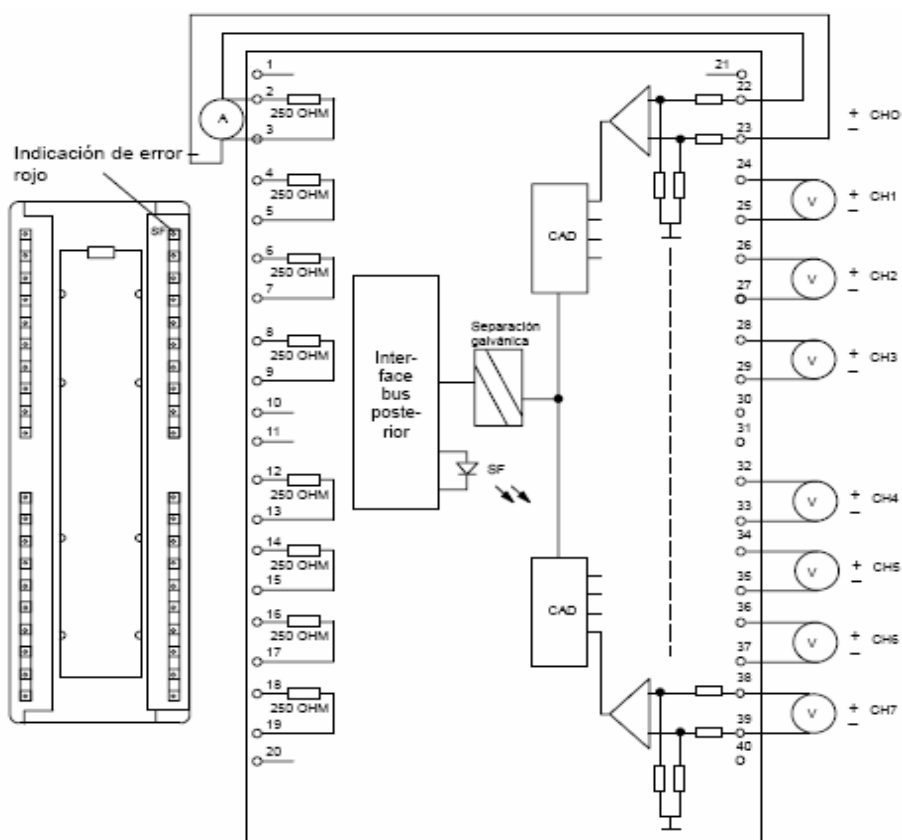 Indicación de error
rojo
SF
A
1
2
250 OHM
3
4
250 OHM
5
6
250 OHM
7
8
250 OHM
9
10
11
12
250 OHM
13
14
250 OHM
15
16
250 OHM
17
18
250 OHM
19
20
Inter-
face
bus
poste-
rior
Separación
galvánica
SF
CAD
CAD
21
22
23
+
-
CH0
24
25
V
+
-
CH1
26
27
V
+
-
CH2
28
29
V
+
-
CH3
30
31
32
33
V
+
-
CH4
34
35
V
+
-
CH5
36
37
V
+
-
CH6
38
39
V
+
-
CH7
40